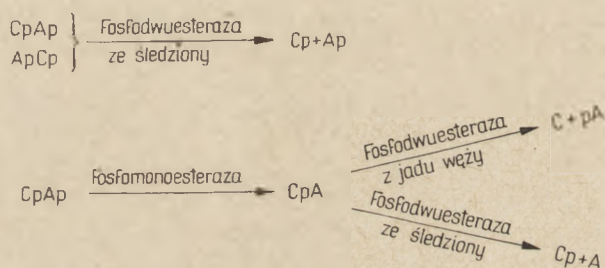 CpAp } Fosfodwuesteraza
ApCp ze śledziony Cp+Ap
CpAp Fosfomonoesteraza CpA
Fosfodwuesteraza
z jadu węży C + pA
Fosfodwuesteraza
ze śledziony Cp+A